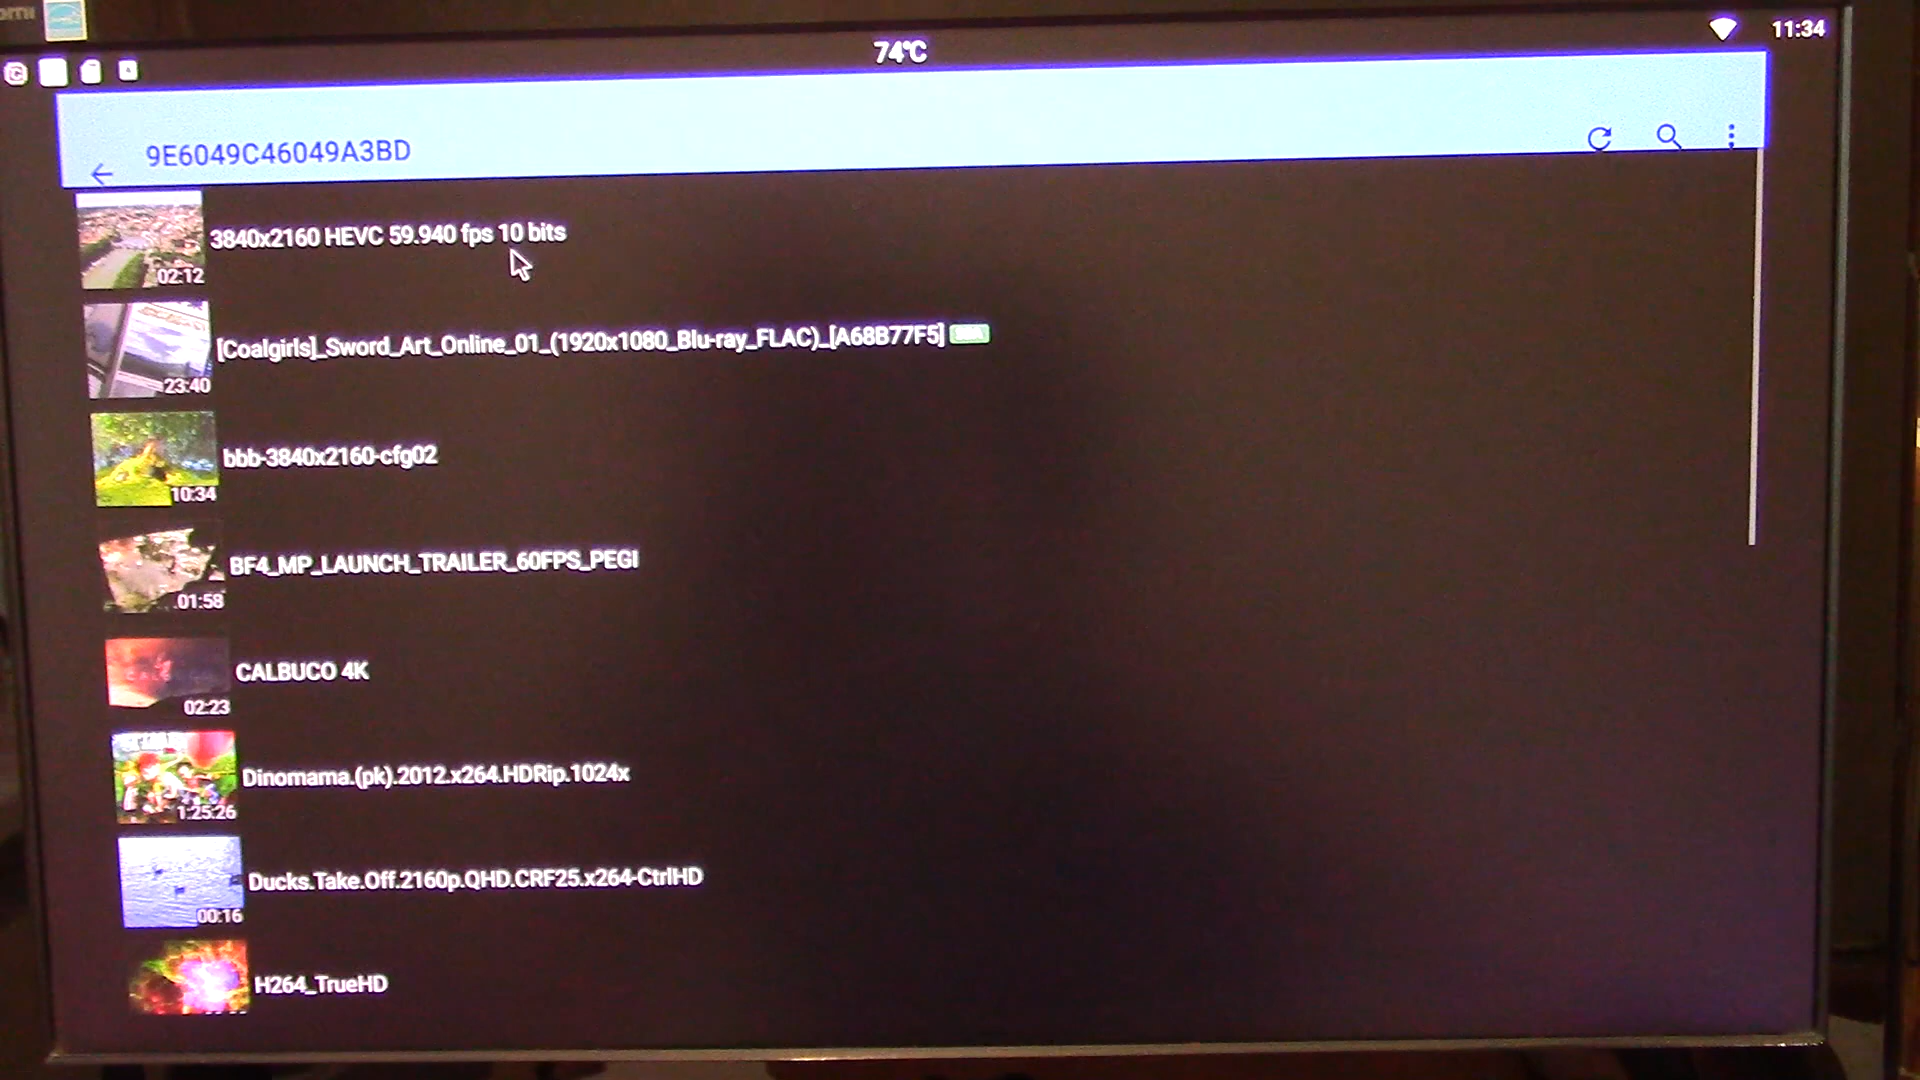 11:34
74℃
9E6049C46049A3BD
3840x2160 HEVC 59.940 fps 10 bits
02:12
[Coalgirls]_Sword_Art_Online_01_(1920x1080_Blu-ray_FLAC)_[A68B77F5]
23:40
bbb-3840x2160-cfg02
10:34
BF4_MP_LAUNCH_TRAILER_60FPS_PEGI
01:58
CALBUCO 4K
02:23
Dinomama.(pk).2012.x264.HDRip.1024x
1:25:26
Ducks.Take.Off.2160p.QHD.CRF25.x264-CtrlHD
00:16
H264_TrueHD